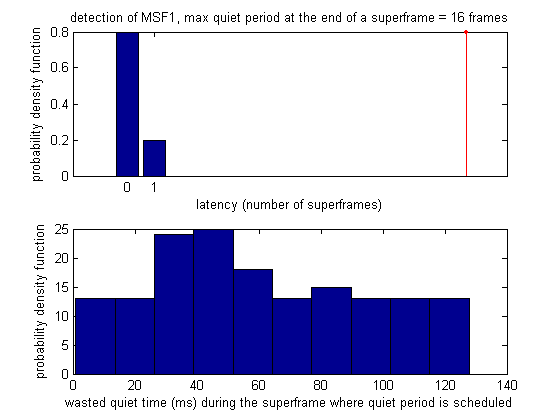 detection of MSF1, max quiet period at the end of a superframe = 16 frames
probability density function
0.8
0.6
0.4
0.2
0
0 1
latency (number of superframes)
probability density function
25
20
15
10
5
0
0 20 40 60 80 100 120 140
wasted quiet time (ms) during the superframe where quiet period is scheduled